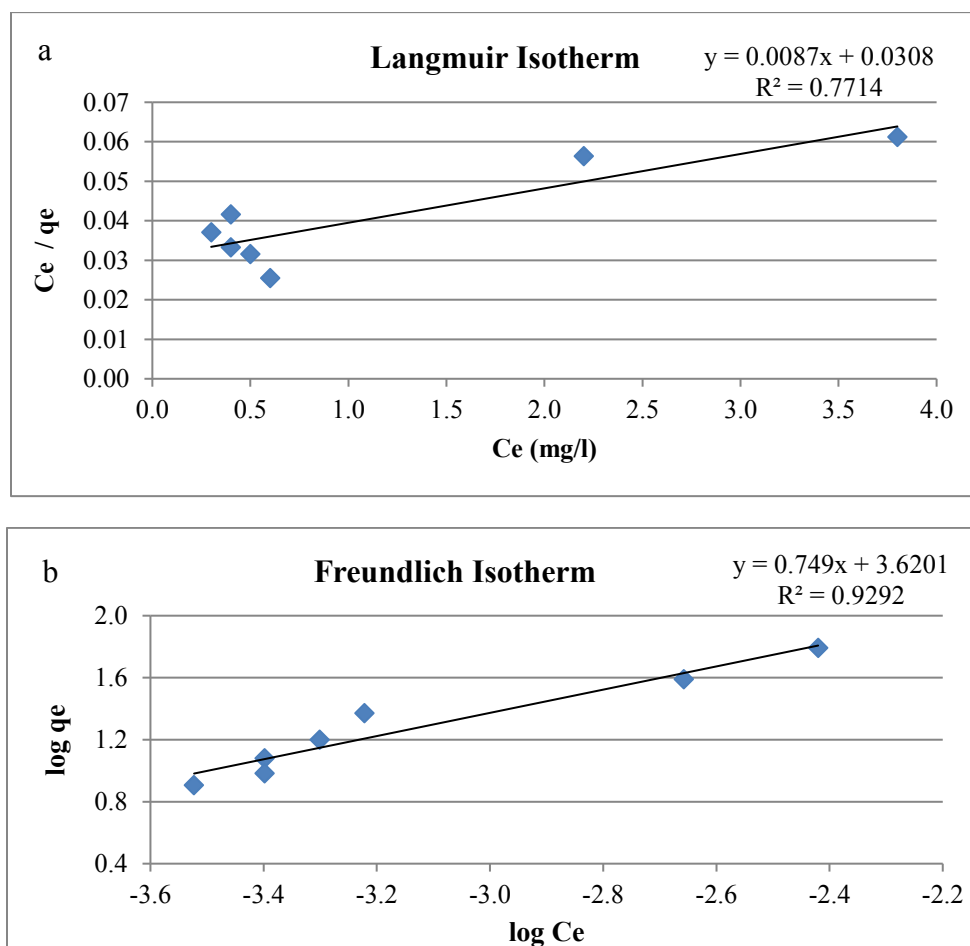 a
Langmuir Isotherm
y = 0.0087x + 0.0308
R² = 0.7714
0.07
0.06
0.05
0.04
0.03
0.02
0.01
0.00
Ce / qe
0.0 0.5 1.0 1.5 2.0 2.5 3.0 3.5 4.0
Ce (mg/l)
b
Freundlich Isotherm
y = 0.749x + 3.6201
R² = 0.9292
2.0
1.6
1.2
0.8
0.4
log qe
-3.6 -3.4 -3.2 -3.0 -2.8 -2.6 -2.4 -2.2
log Ce